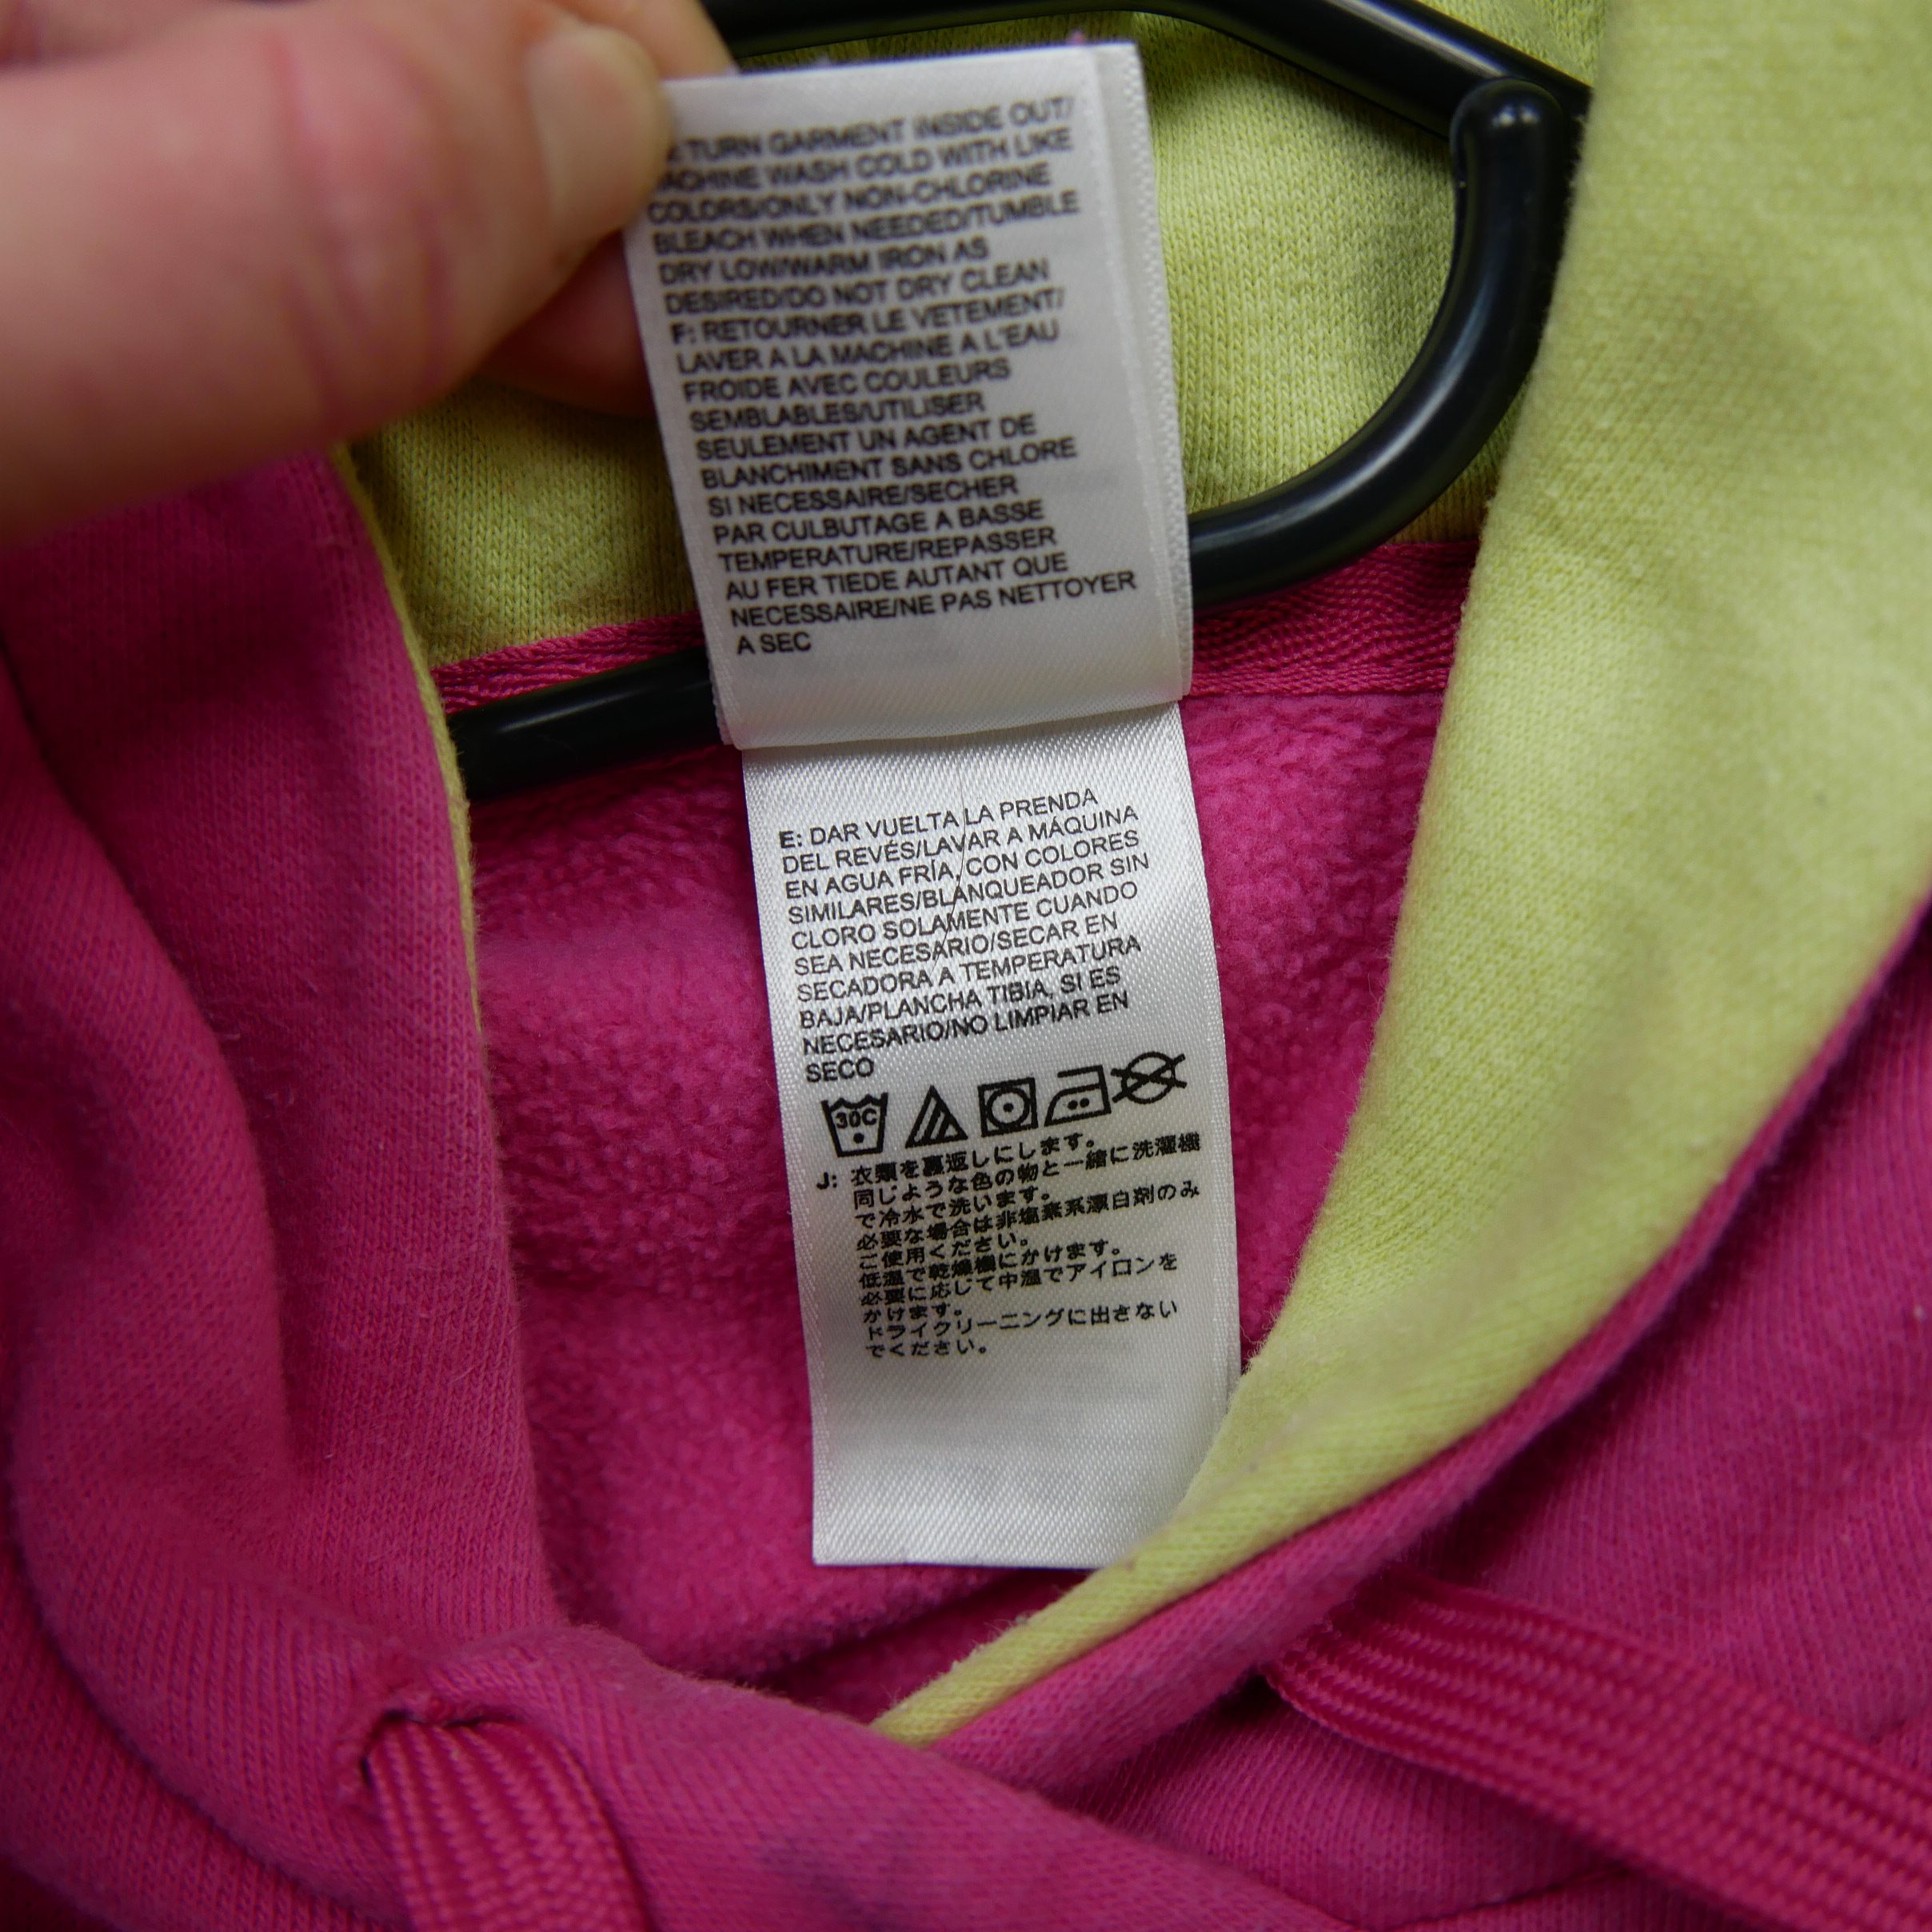 TURN GARMENT INSIDE OUT/
MACHINE WASH COLD WITH LIKE
COLORS/ONLY NON-CHLORINE
BLEACH WHEN NEEDED/TUMBLE
DRY LOW/WARM IRON AS
DESIRED/DO NOT DRY CLEAN
F: RETOURNER LE VETEMENT/
LAVER A LA MACHINE A L'EAU
FROIDE AVEC COULEURS
SEMBLABLES/UTILISER
SEULEMENT UN AGENT DE
BLANCHIMENT SANS CHLORE
SI NECESSAIRE/SECHER
PAR CULBUTAGE A BASSE
TEMPERATURE/REPASSER
AU FER TIEDE AUTANT QUE
NECESSAIRE/NE PAS NETTOYER
A SEC
E: DAR VUELTA LA PRENDA
DEL REVÉS/LAVAR A MÁQUINA
EN AGUA FRÍA, CON COLORES
SIMILARES/BLANQUEADOR SIN
CLORO SOLAMENTE CUANDO
SEA NECESARIO/SECAR EN
SECADORA A TEMPERATURA
BAJA/PLANCHA TIBIA, SI ES
NECESARIO/NO LIMPIAR EN
SECO
30C
J: 衣類を裏返しにします。
同じような色の物と一緒に洗濯機
で冷水で洗います。
必要な場合は非塩素系漂白剤のみ
ご使用ください。
低温で乾燥機にかけます。
必要に応じて中温でアイロンを
かけます。
ドライクリーニングに出さない
でください。